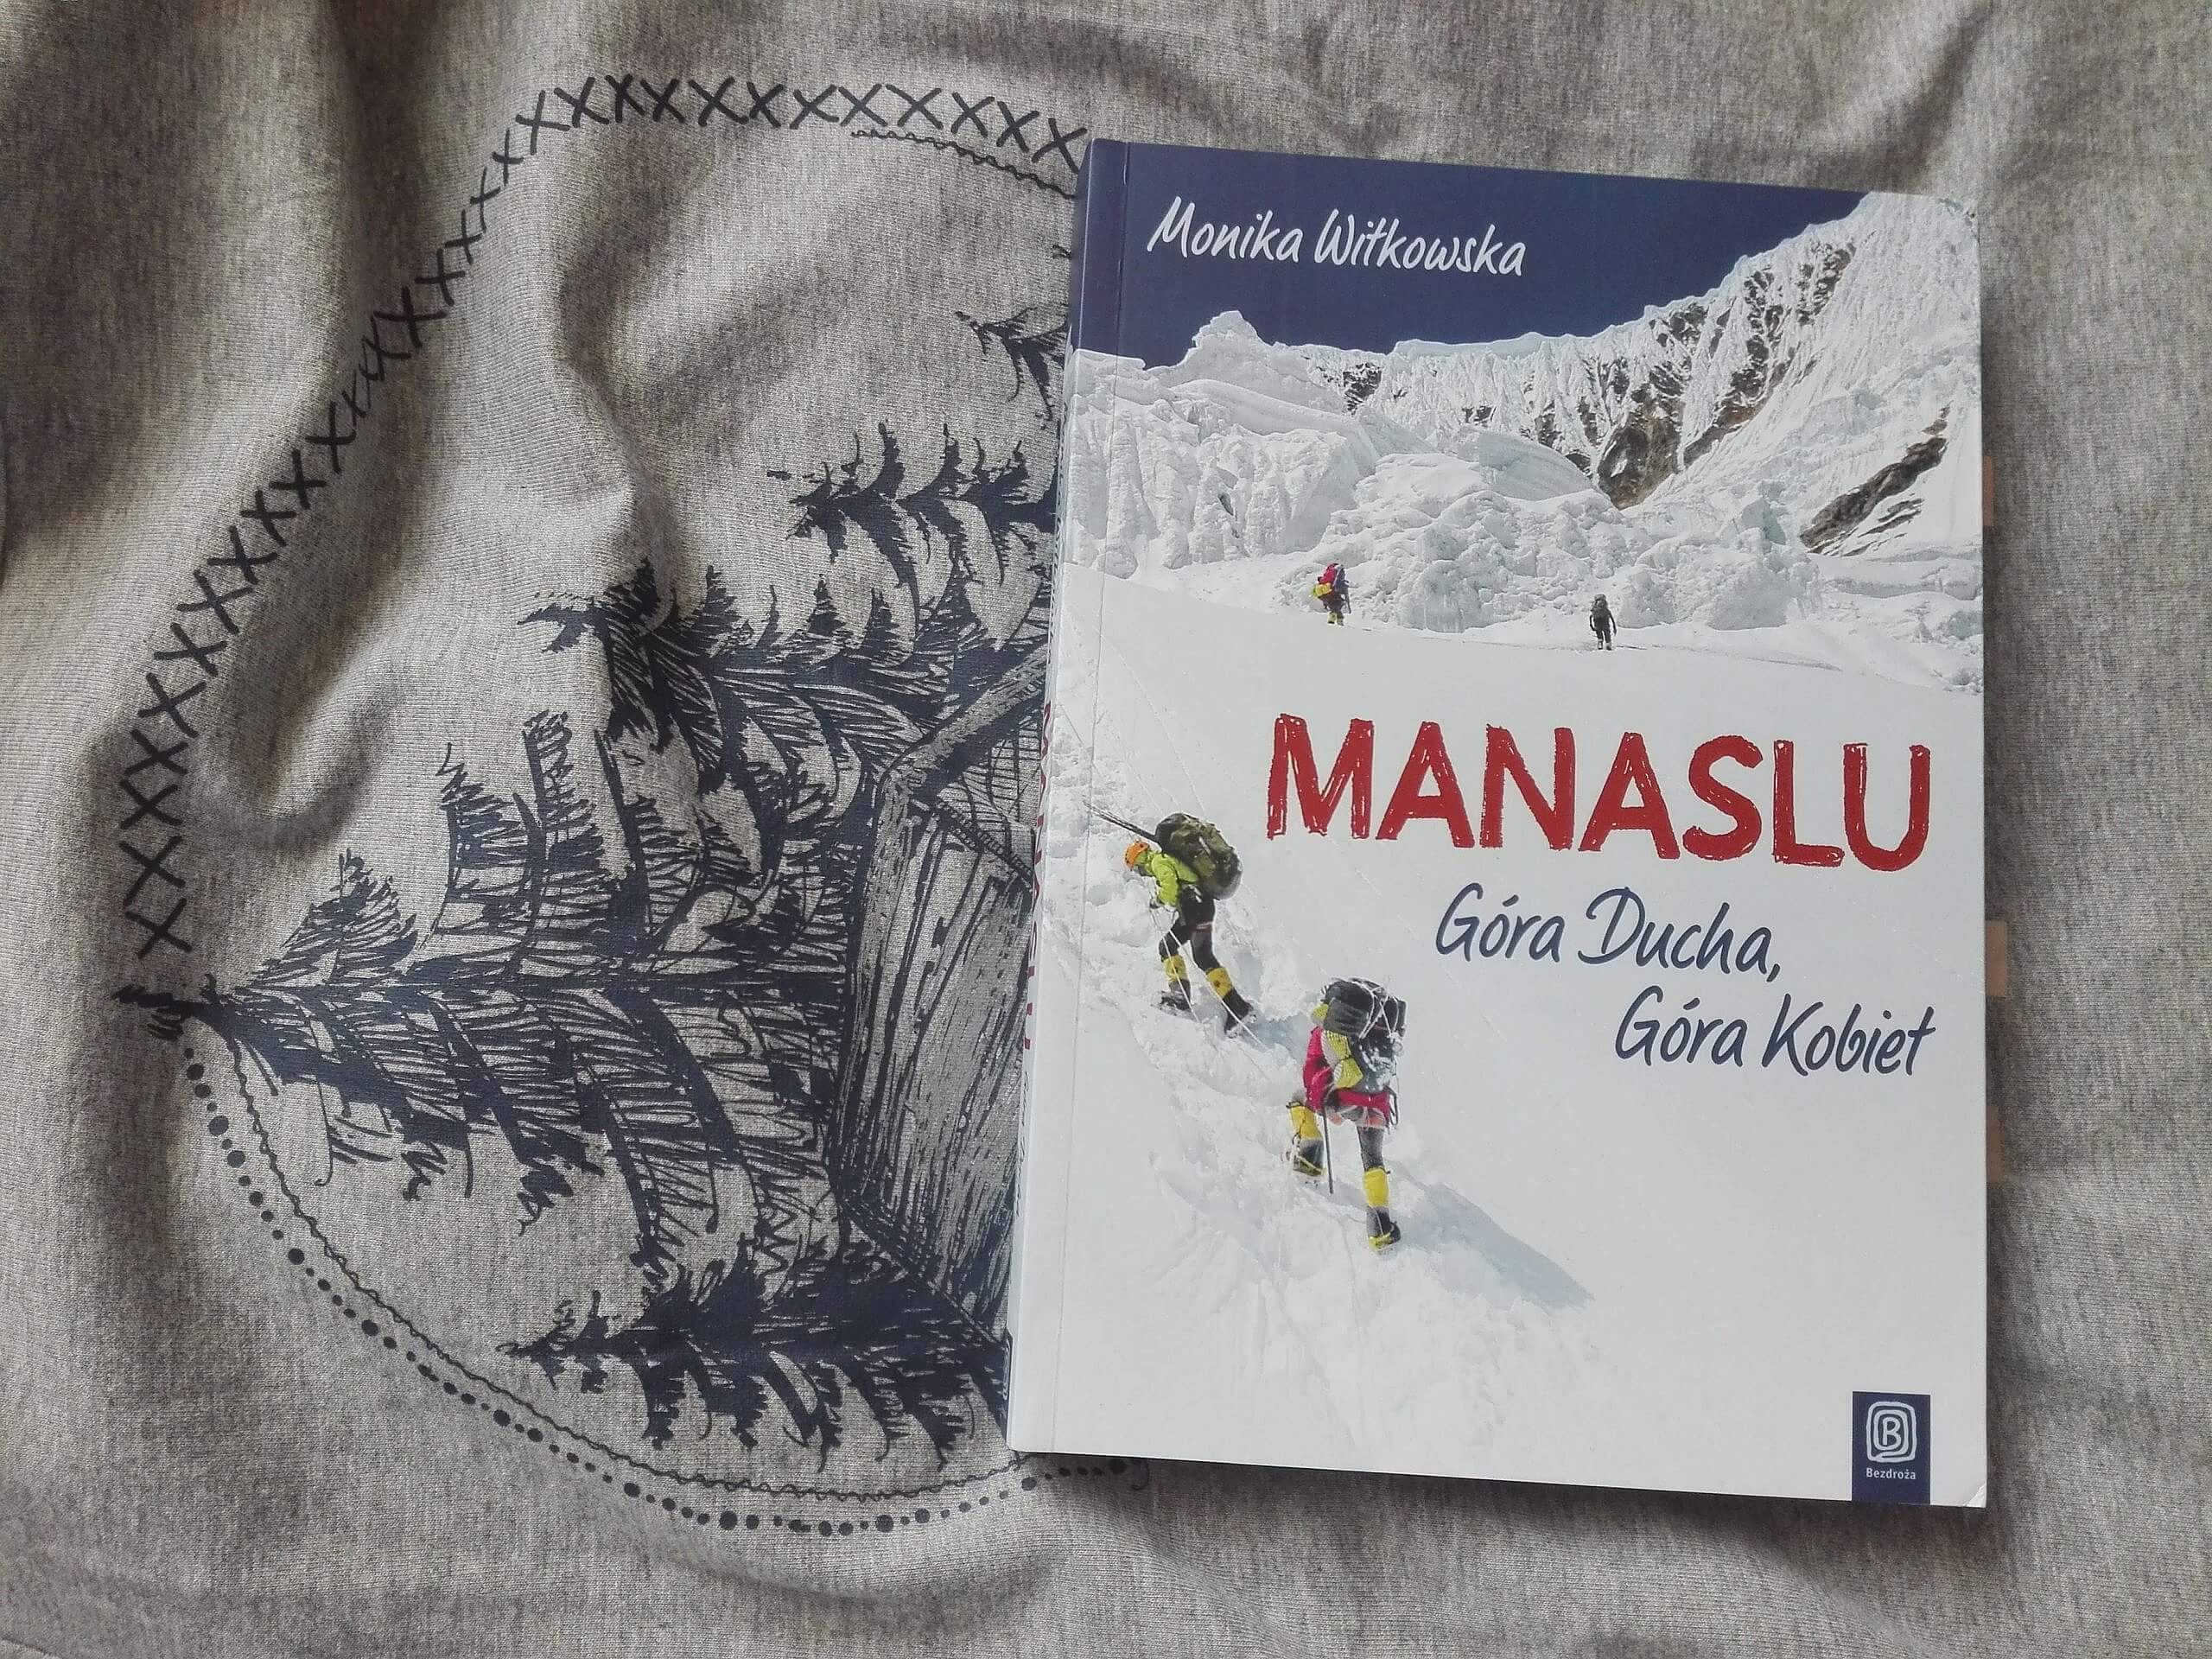 Monika Witkowska
MANASLU
Góra Ducha,
Góra Kobiet
B
Bezdroża